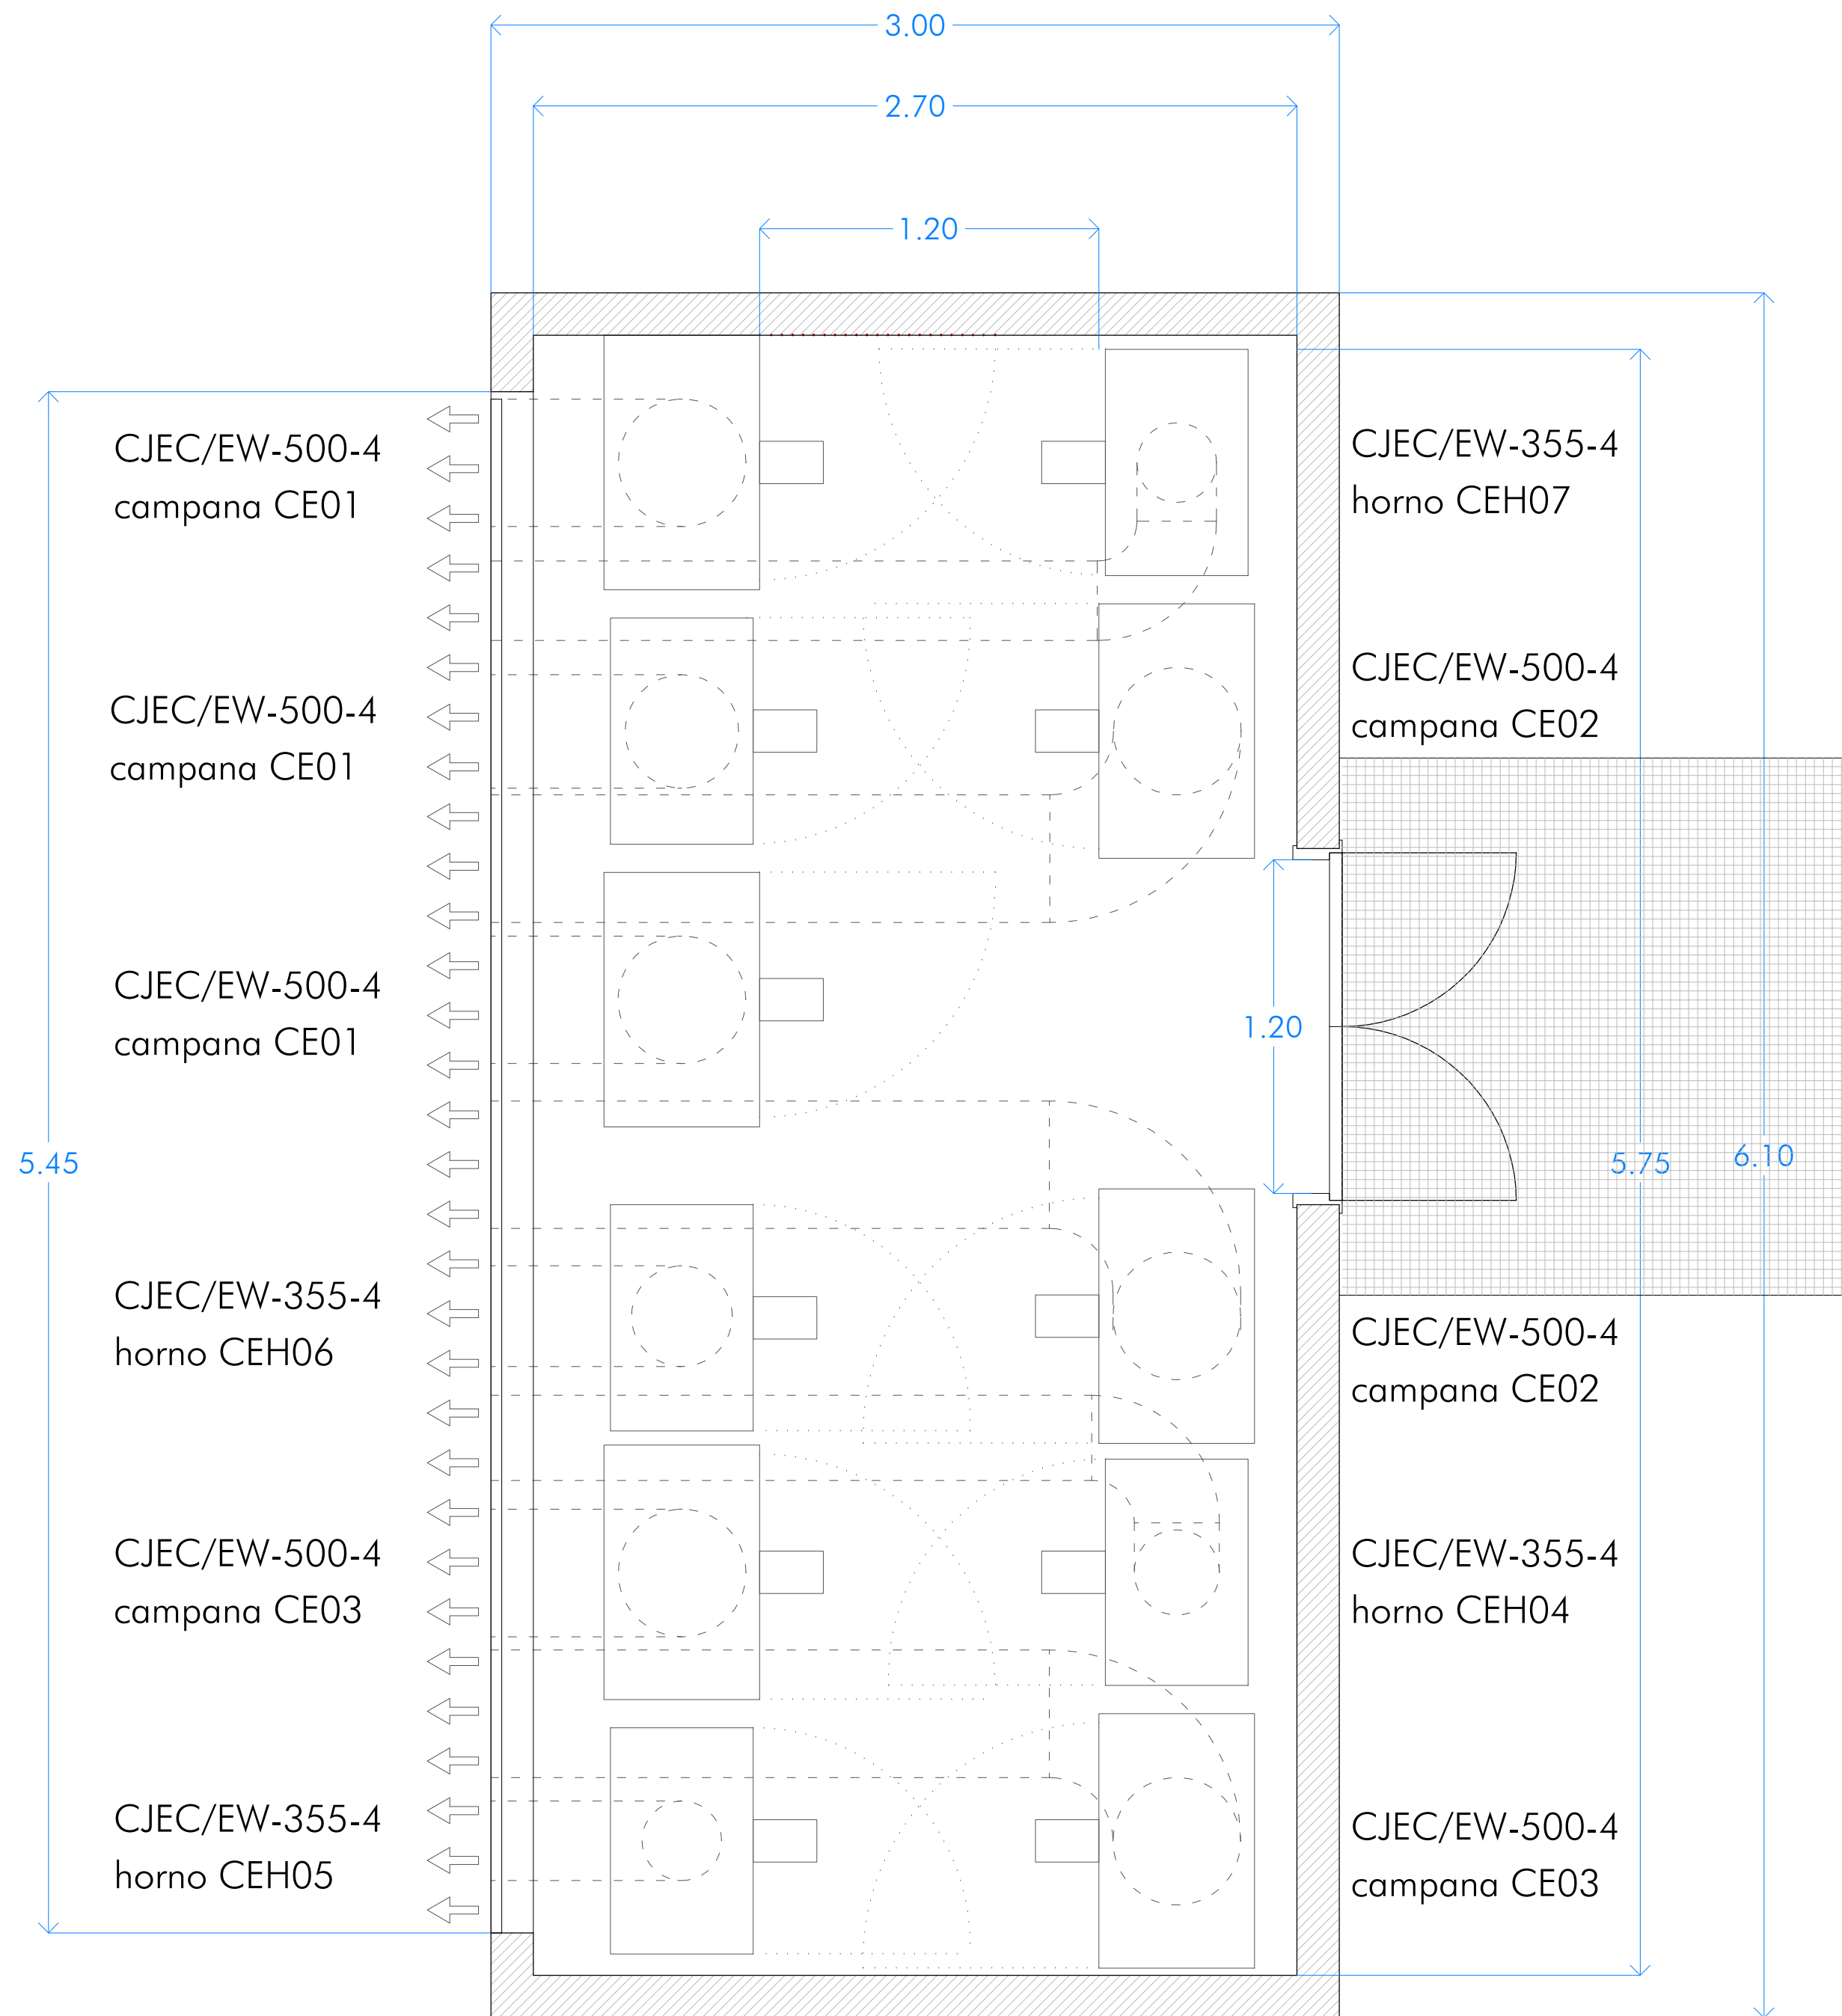 3.00
2.70
1.20
CJEC/EW-500-4
campana CE01
CJEC/EW-355-4
horno CEH07
CJEC/EW-500-4
campana CE01
CJEC/EW-500-4
campana CE02
CJEC/EW-500-4
campana CE01
1.20
5.45
5.75
6.10
CJEC/EW-355-4
horno CEH06
CJEC/EW-500-4
campana CE02
CJEC/EW-500-4
campana CE03
CJEC/EW-355-4
horno CEH04
CJEC/EW-355-4
horno CEH05
CJEC/EW-500-4
campana CE03